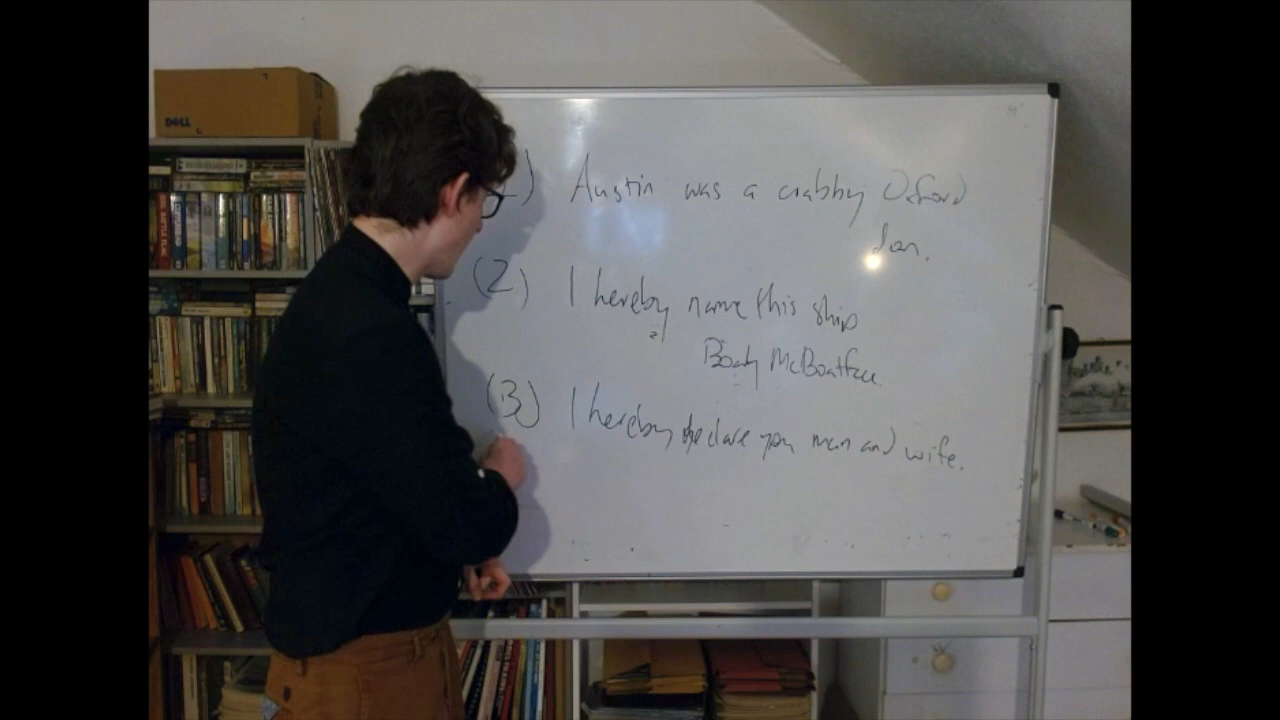 DELL
) Austin was a crabby Oxford
don.
(2) I hereby name this ship
Boaty McBoatface.
(3) I hereby declare you man and wife.